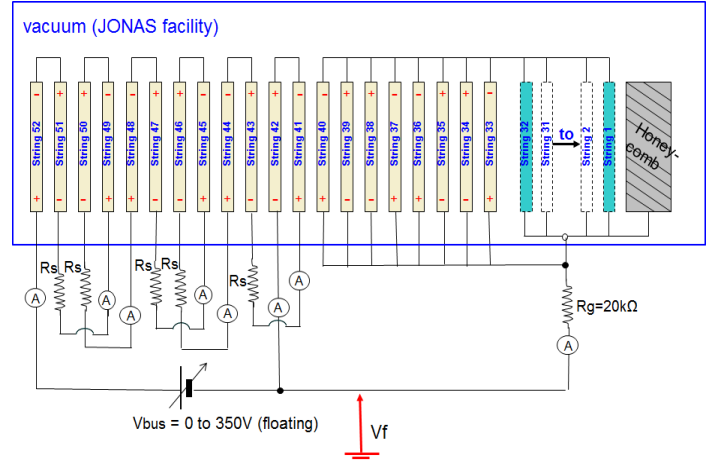 vacuum (JONAS facility)
String 52
String 51
String 50
String 49
String 48
String 47
String 46
String 45
String 44
String 43
String 42
String 41
String 40
String 39
String 38
String 37
String 36
String 35
String 34
String 33
String 32
String 31
to
String 2
String 1
Honey-
comb
Rs
Rs
Rs
Rs
Rs
A
A
A
A
A
A
A
A
Rg=20kΩ
A
Vbus = 0 to 350V (floating)
Vf